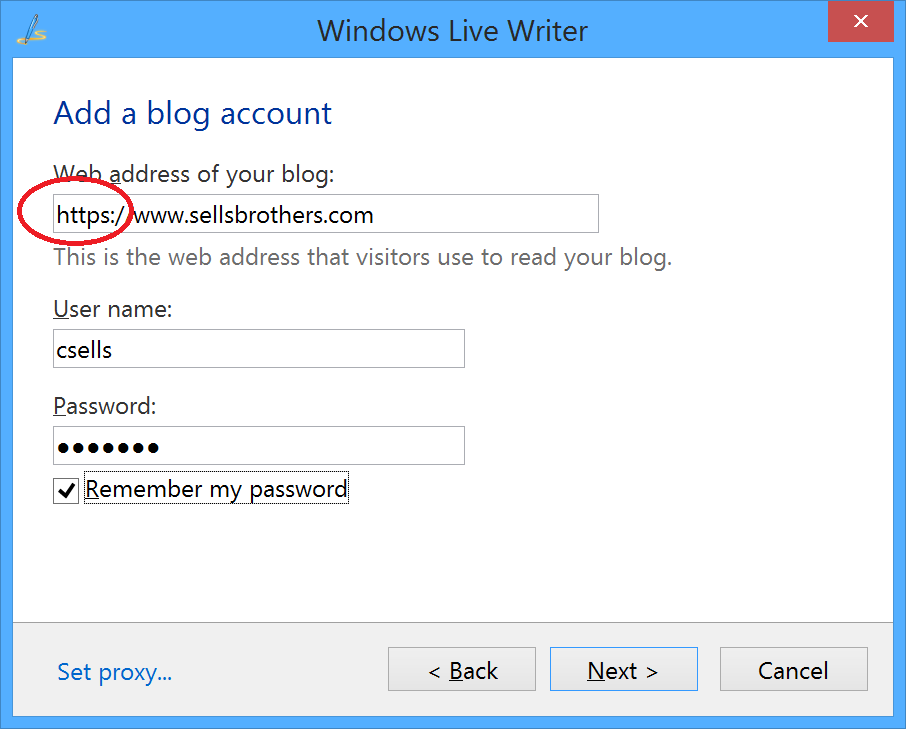 Windows Live Writer
Add a blog account
Web address of your blog:
https://www.sellsbrothers.com
This is the web address that visitors use to read your blog.
User name:
csells
Password:
●●●●●●●
Remember my password
Set proxy...
< Back
Next >
Cancel